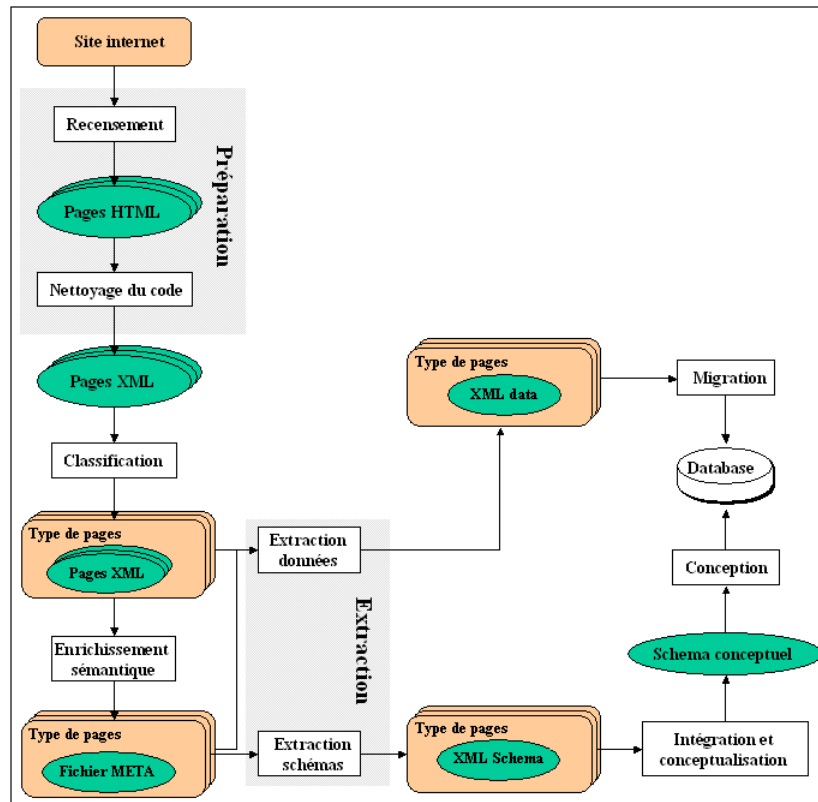 Site internet
Recensement
Préparation
Pages HTML
Nettoyage du code
Pages XML
Classification
Type de pages
Pages XML
Enrichissement
sémantique
Type de pages
Fichier META
Extraction
Extraction
données
Extraction
schémas
Type de pages
XML data
Migration
Database
Conception
Schema conceptuel
Type de pages
XML Schema
Intégration et
conceptualisation